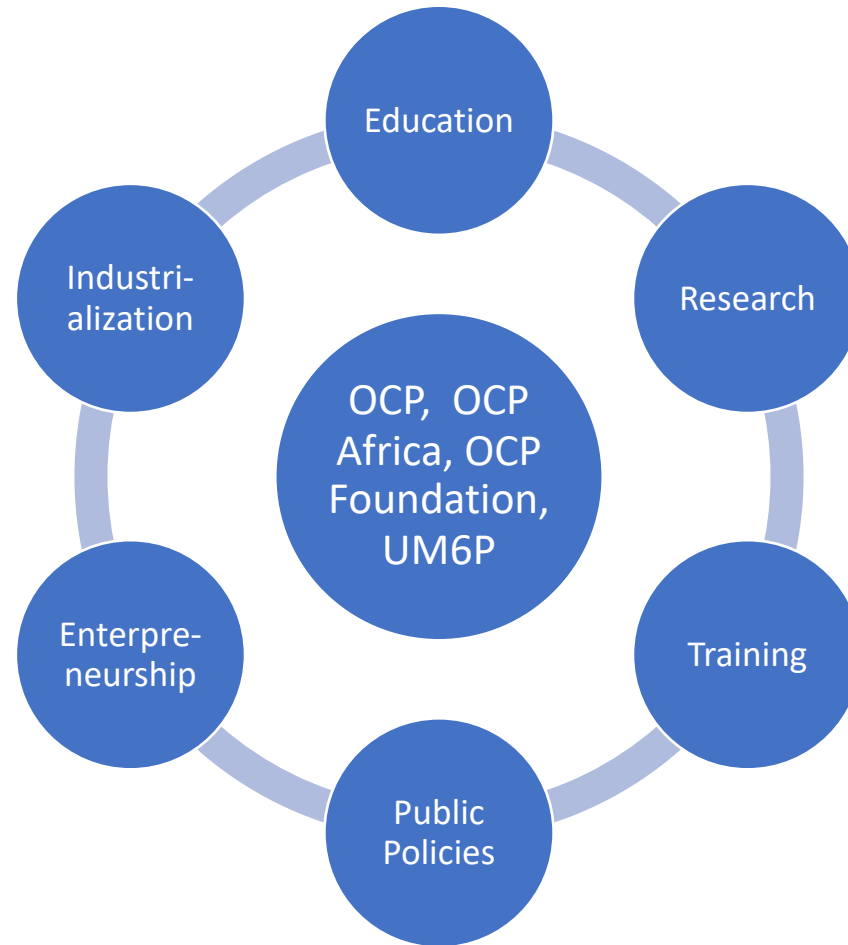 Education
Research
Training
Public
Policies
Enterpre-
neurship
Industri-
alization
OCP, OCP
Africa, OCP
Foundation,
UM6P